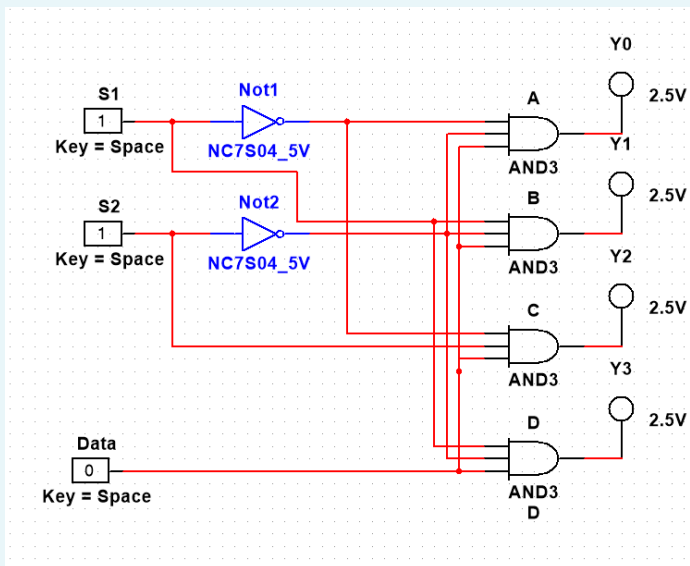 Y0
S1
Not1
A
2.5V
1
Key = Space
NC7S04_5V
Y1
AND3
S2
Not2
B
2.5V
1
Key = Space
NC7S04_5V
AND3
Y2
C
2.5V
AND3
Y3
Data
D
2.5V
0
Key = Space
AND3
D